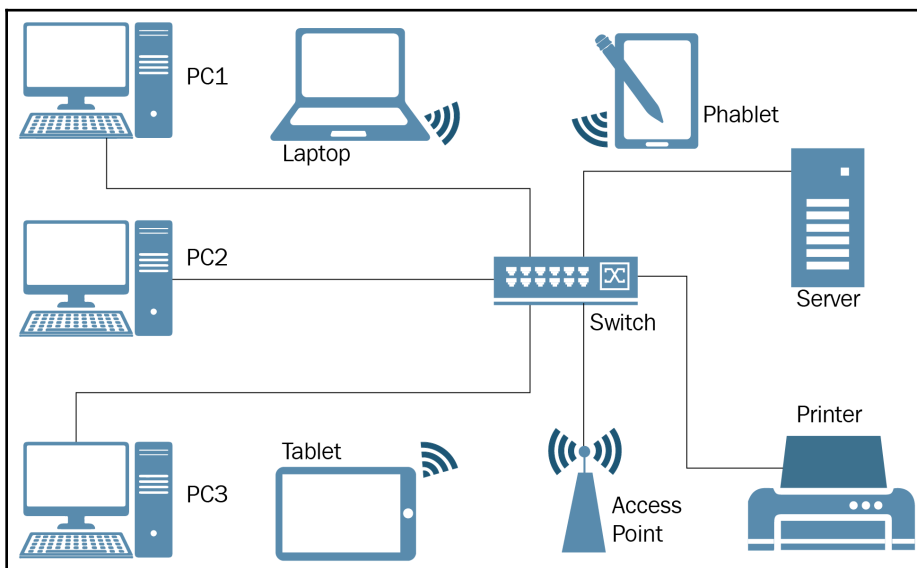 PC1
Laptop
Phablet
PC2
Server
Switch
Printer
Tablet
PC3
Access
Point